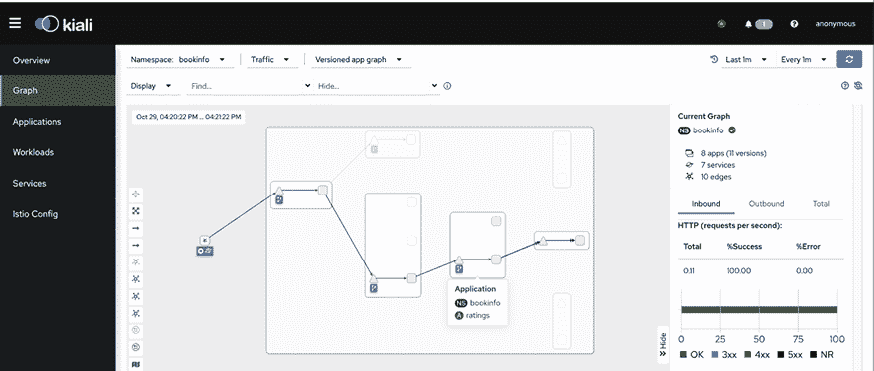 kiali
1
anonymous
Overview
Graph
Applications
Workloads
Services
Istio Config
Namespace: bookinfo
Traffic
Versioned app graph
Last 1m
Every 1m
Display
Find...
Hide...
Oct 29, 04:20:22 PM ... 04:21:22 PM
Application
NS bookinfo
A ratings
Hide
Current Graph
NS bookinfo
8 apps (11 versions)
7 services
10 edges
Inbound
Outbound
Total
HTTP (requests per second):
Total %Success %Error
0.11 100.00 0.00
0 25 50 75 100
OK 3xx 4xx 5xx NR